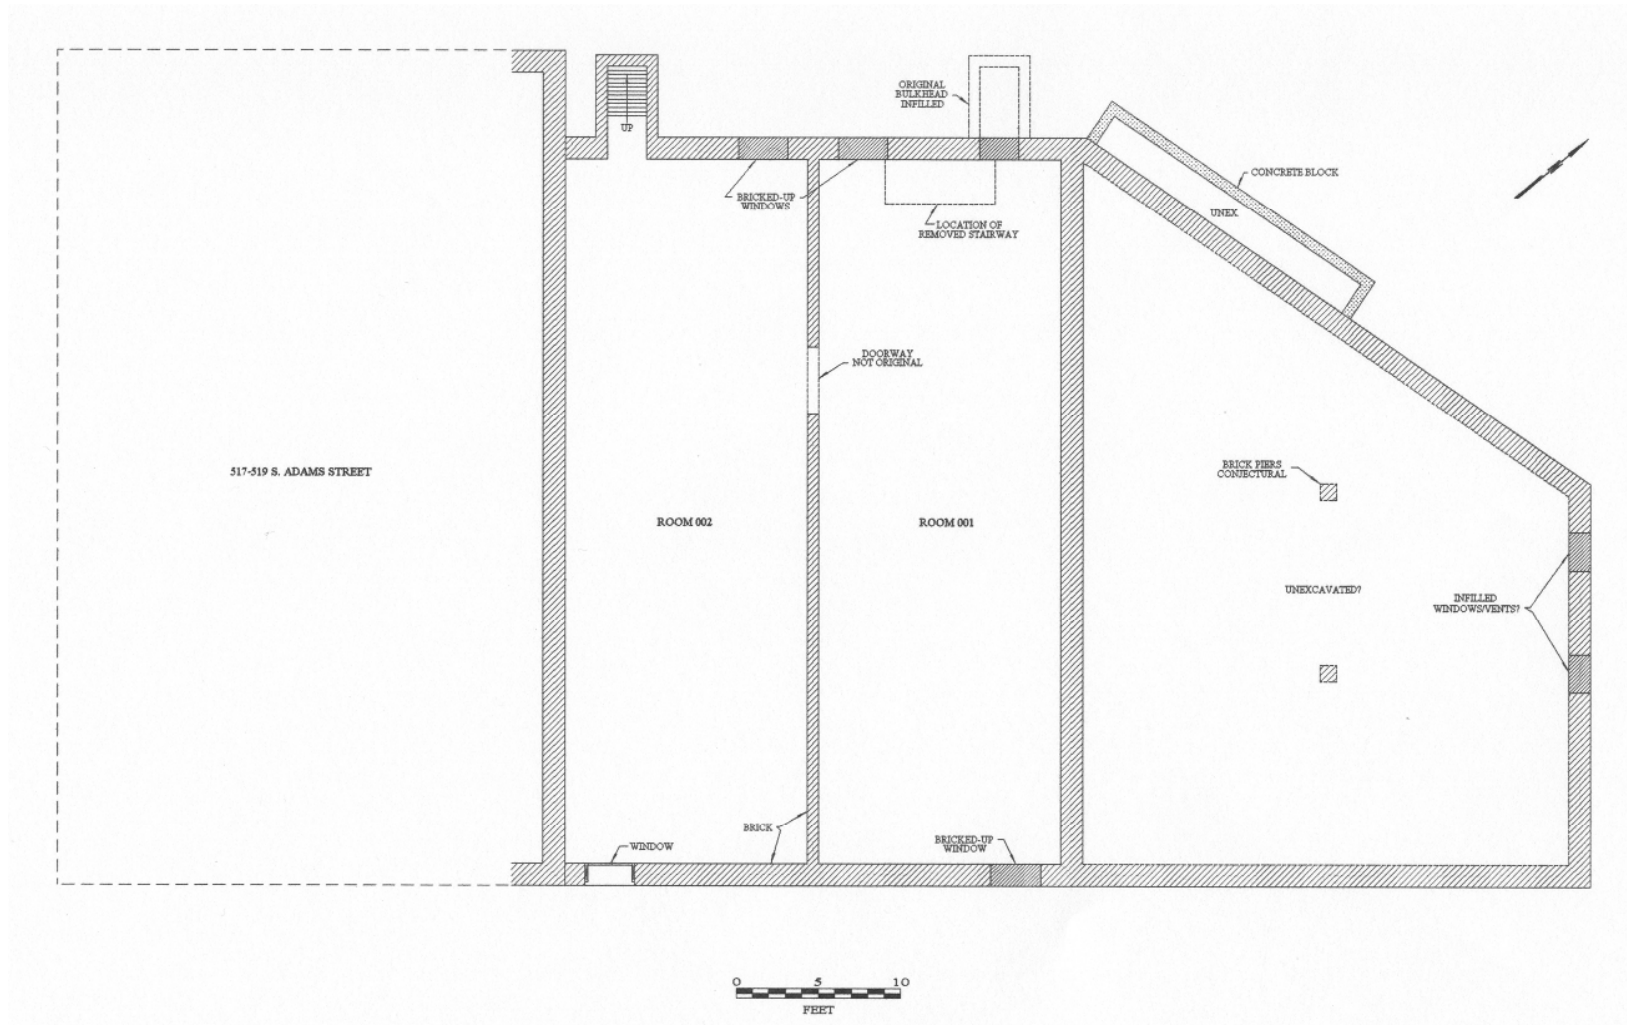 ORIGINAL
BULKHEAD
INFILLED
UP
CONCRETE BLOCK
BRICKED-UP
WINDOWS
UNEX.
LOCATION OF
REMOVED STAIRWAY
DOORWAY
NOT ORIGINAL
517-519 S. ADAMS STREET
BRICK PIERS
CONJECTURAL
ROOM 002
ROOM 001
UNEXCAVATED?
INFILLED
WINDOWS/VENTS?
BRICK
WINDOW
BRICKED-UP
WINDOW
0 5 10
FEET